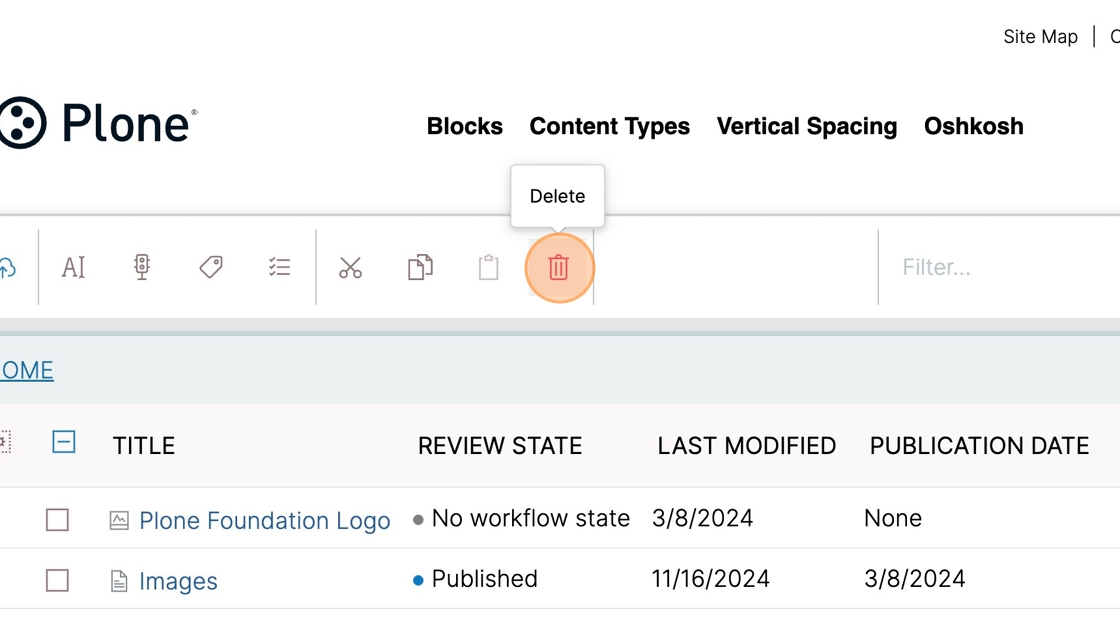 Site Map | C
Plone®
Blocks Content Types Vertical Spacing Oshkosh
Delete
AI
Filter...
OME
TITLE REVIEW STATE LAST MODIFIED PUBLICATION DATE
Plone Foundation Logo No workflow state 3/8/2024 None
Images Published 11/16/2024 3/8/2024